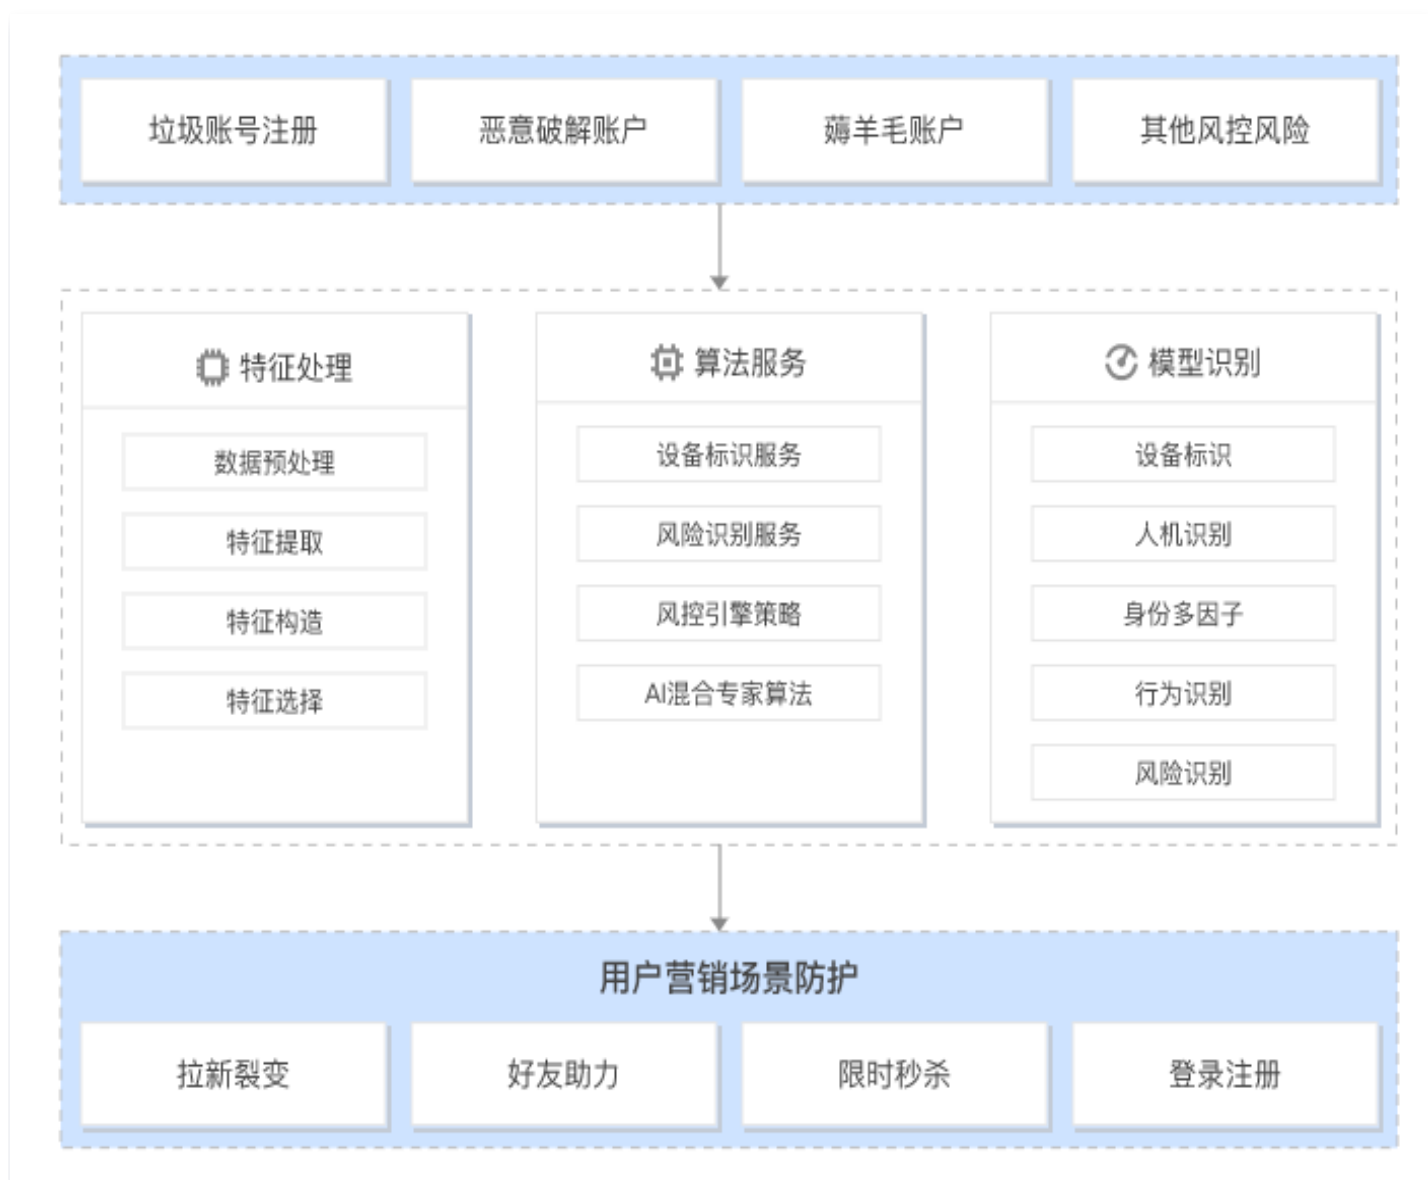 垃圾账号注册
恶意破解账户
薅羊毛账户
其他风控风险
特征处理
数据预处理
特征提取
特征构造
特征选择
算法服务
设备标识服务
风险识别服务
风控引擎策略
AI混合专家算法
模型识别
设备标识
人机识别
身份多因子
行为识别
风险识别
用户营销场景防护
拉新裂变
好友助力
限时秒杀
登录注册